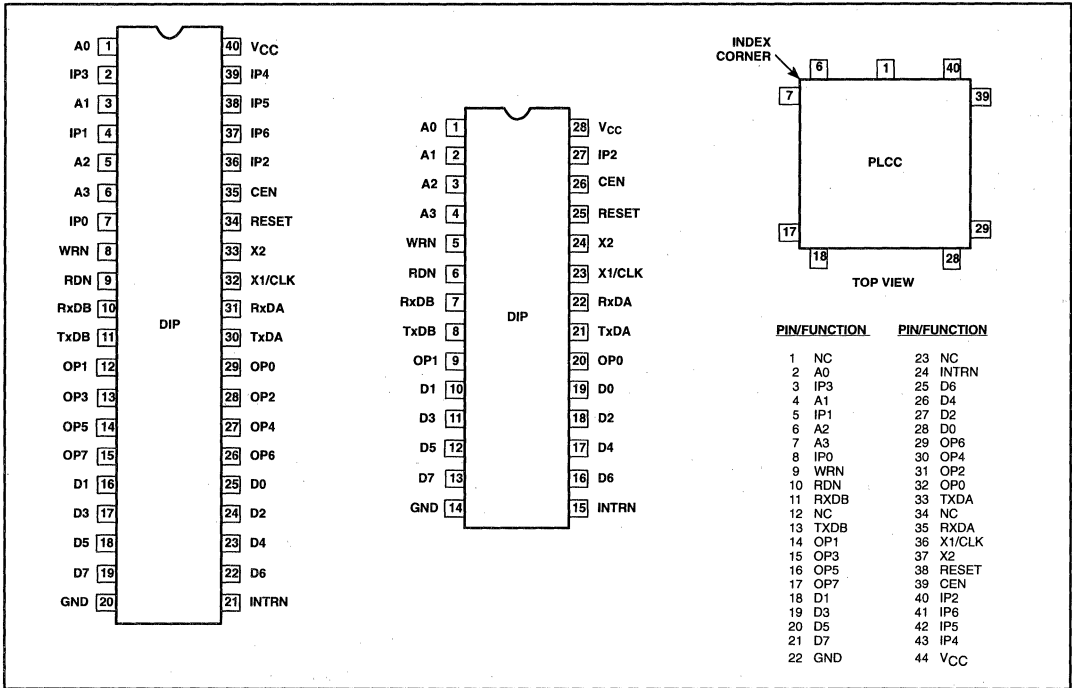 A0 1 40 VCC
IP3 2 39 IP4
A1 3 38 IP5
IP1 4 37 IP6
A2 5 36 IP2
A3 6 35 CEN
IP0 7 34 RESET
WRN 8 33 X2
RDN 9 32 X1/CLK
RxDB 10 31 RxDA
TxDB 11 30 TxDA
OP1 12 29 OP0
OP3 13 28 OP2
OP5 14 27 OP4
OP7 15 26 OP6
D1 16 25 D0
D3 17 24 D2
D5 18 23 D4
D7 19 22 D6
GND 20 21 INTRN
DIP
A0 1 28 VCC
A1 2 27 IP2
A2 3 26 CEN
A3 4 25 RESET
WRN 5 24 X2
RDN 6 23 X1/CLK
RxDB 7 22 RxDA
TxDB 8 21 TxDA
OP1 9 20 OP0
D1 10 19 D0
D3 11 18 D2
D5 12 17 D4
D7 13 16 D6
GND 14 15 INTRN
DIP
INDEX
CORNER
6 1 40
7 39
PLCC
17 29
18 28
TOP VIEW
PIN/FUNCTION PIN/FUNCTION
1 NC 23 NC
2 A0 24 INTRN
3 IP3 25 D6
4 A1 26 D4
5 IP1 27 D2
6 A2 28 D0
7 A3 29 OP6
8 IP0 30 OP4
9 WRN 31 OP2
10 RDN 32 OP0
11 RXDB 33 TXDA
12 NC 34 NC
13 TXDB 35 RXDA
14 OP1 36 X1/CLK
15 OP3 37 X2
16 OP5 38 RESET
17 OP7 39 CEN
18 D1 40 IP2
19 D3 41 IP6
20 D5 42 IP5
21 D7 43 IP4
22 GND 44 VCC